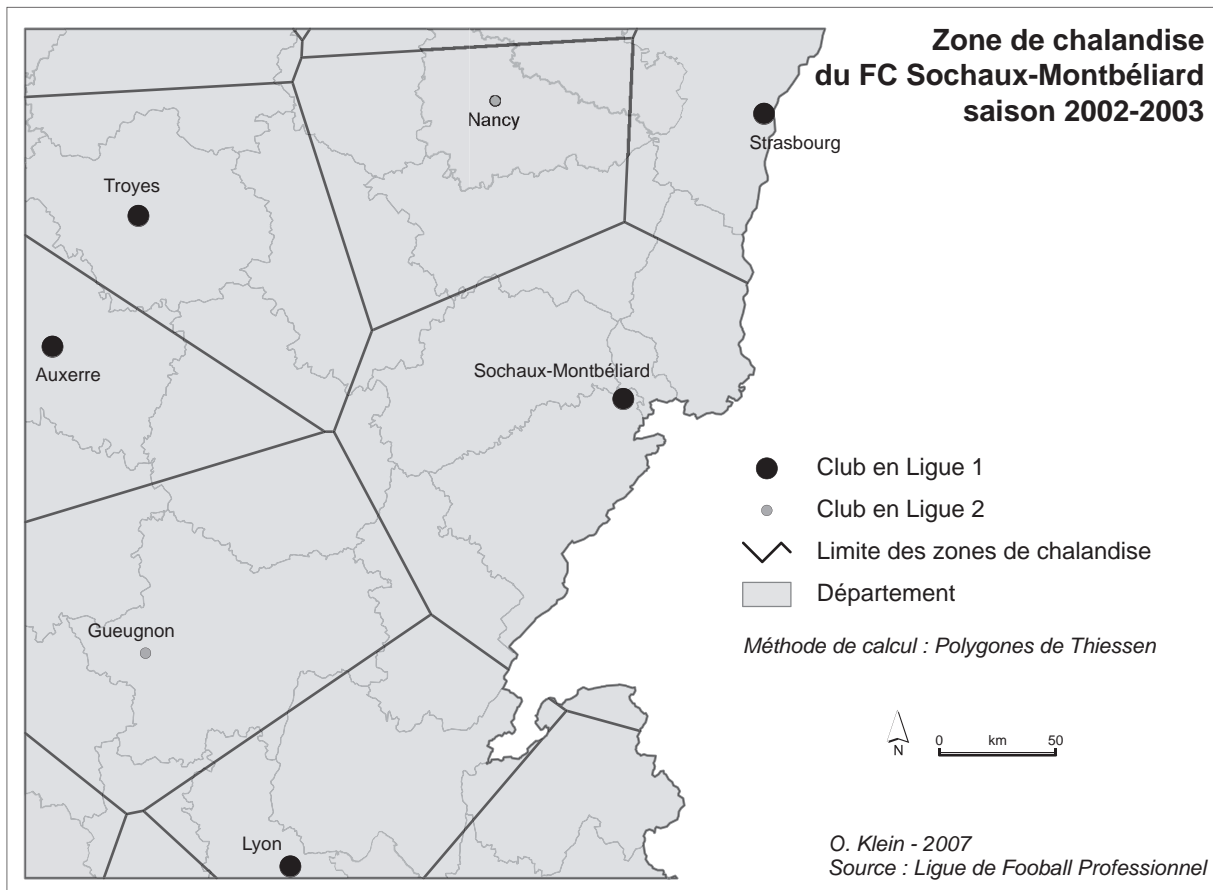 Zone de chalandise
du FC Sochaux-Montbéliard
saison 2002-2003
Nancy
Strasbourg
Troyes
Auxerre
Sochaux-Montbéliard
Gueugnon
Lyon
Club en Ligue 1
Club en Ligue 2
Limite des zones de chalandise
Département
Méthode de calcul : Polygones de Thiessen
N
0 km 50
O. Klein - 2007
Source : Ligue de Fooball Professionnel